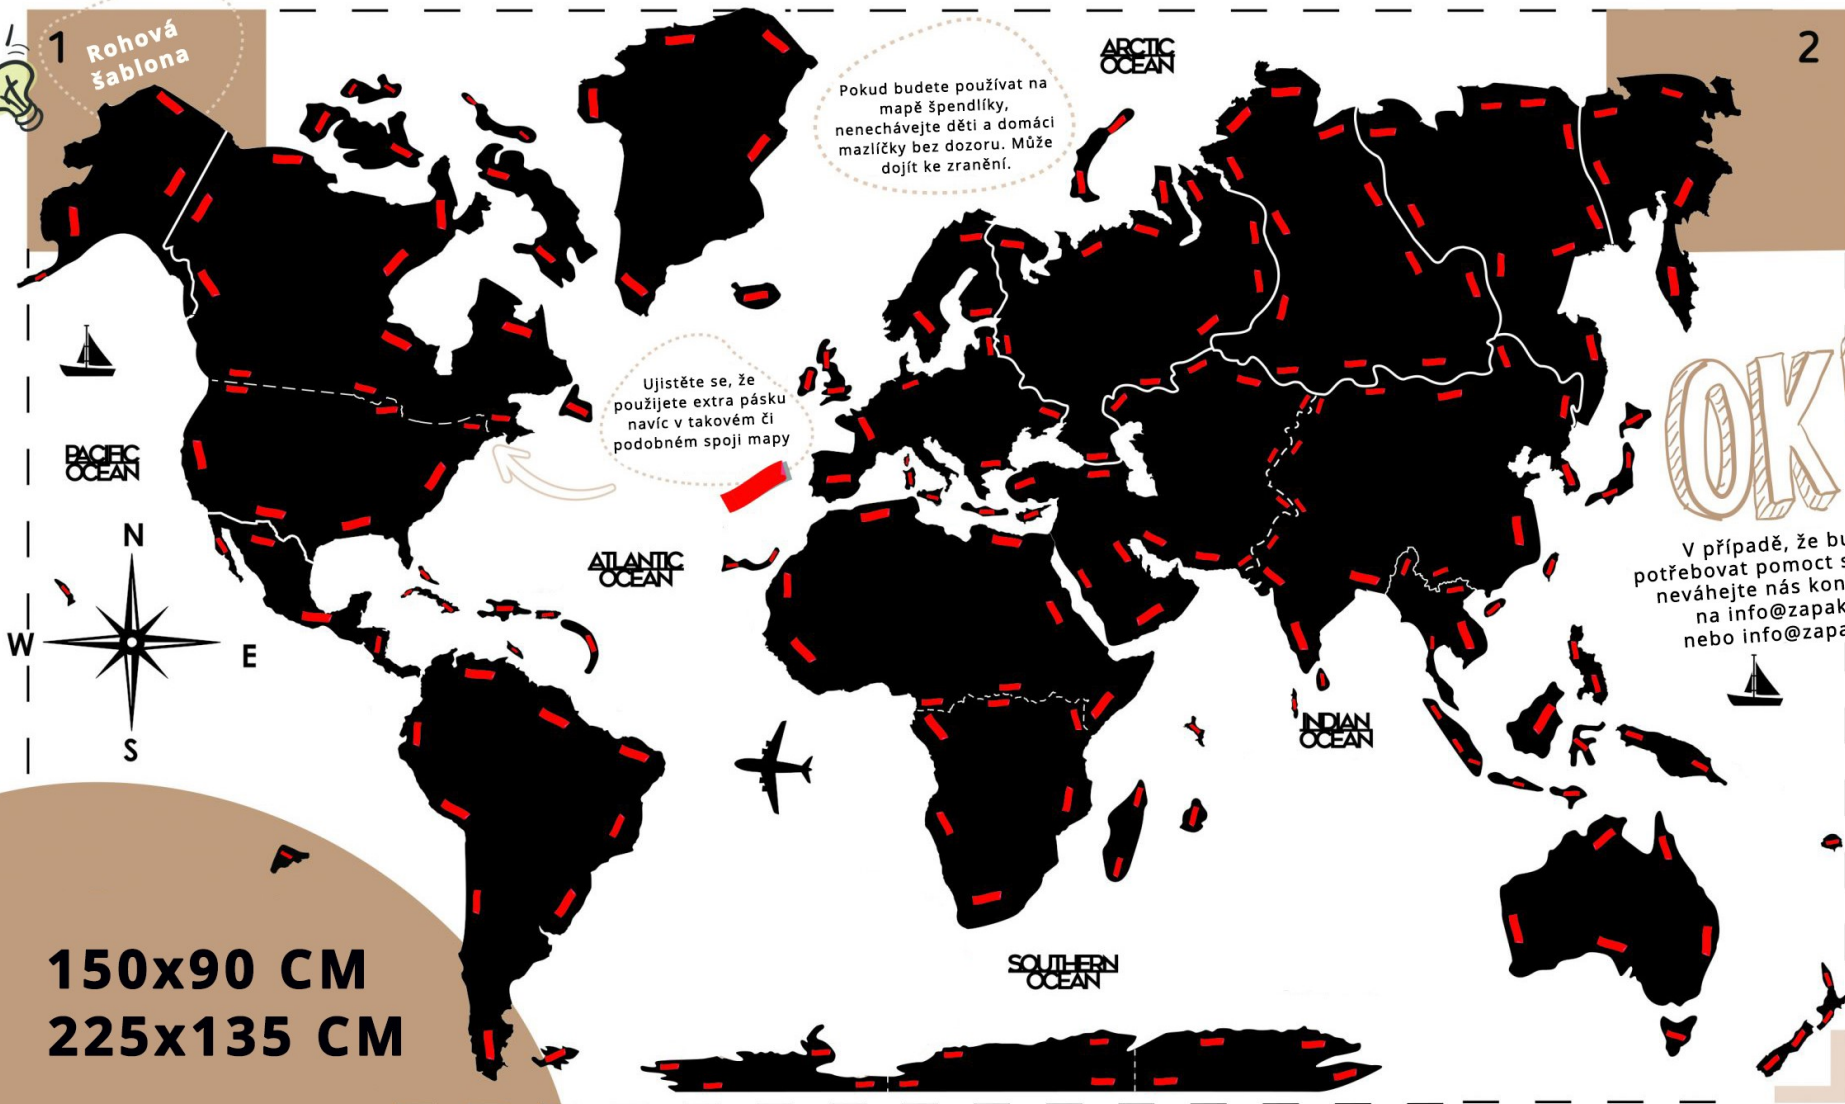 1
Rohová
šablona
Pokud budete používat na
mapě špendlíky,
nenechávejte děti a domácí
mazlíčky bez dozoru. Může
dojít ke zranění.
ARCTIC
OCEAN
2
Ujistěte se, že
použijete extra pásku
navíc v takovém či
podobném spoji mapy
PACIFIC
OCEAN
N
W
E
S
ATLANTIC
OCEAN
OK
V případě, že bu
potřebovat pomoct s
neváhejte nás kon
na info@zapak
nebo info@zapa
INDIAN
OCEAN
SOUTHERN
OCEAN
150x90 CM
225x135 CM